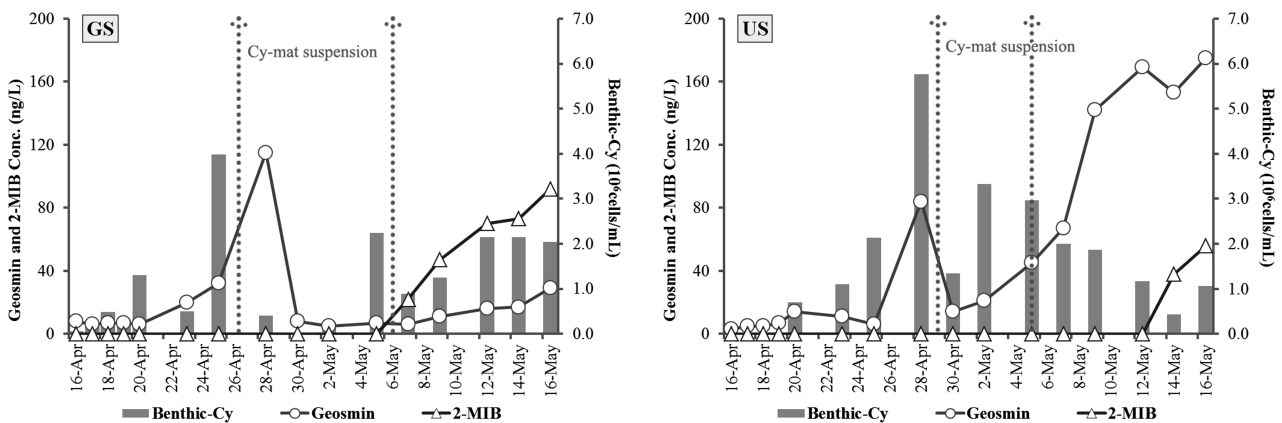 GS
Cy-mat suspension
Geosmin and 2-MIB Conc. (ng/L)
200
160
120
80
40
0
7.0
6.0
5.0
4.0
3.0
2.0
1.0
0.0
Benthic-Cy (10⁶cells/mL)
16-Apr
18-Apr
20-Apr
22-Apr
24-Apr
26-Apr
28-Apr
30-Apr
2-May
4-May
6-May
8-May
10-May
12-May
14-May
16-May
Benthic-Cy Geosmin 2-MIB
US
Cy-mat suspension
Geosmin and 2-MIB Conc. (ng/L)
200
160
120
80
40
0
7.0
6.0
5.0
4.0
3.0
2.0
1.0
0.0
Benthic-Cy (10⁶cells/mL)
16-Apr
18-Apr
20-Apr
22-Apr
24-Apr
26-Apr
28-Apr
30-Apr
2-May
4-May
6-May
8-May
10-May
12-May
14-May
16-May
Benthic-Cy Geosmin 2-MIB